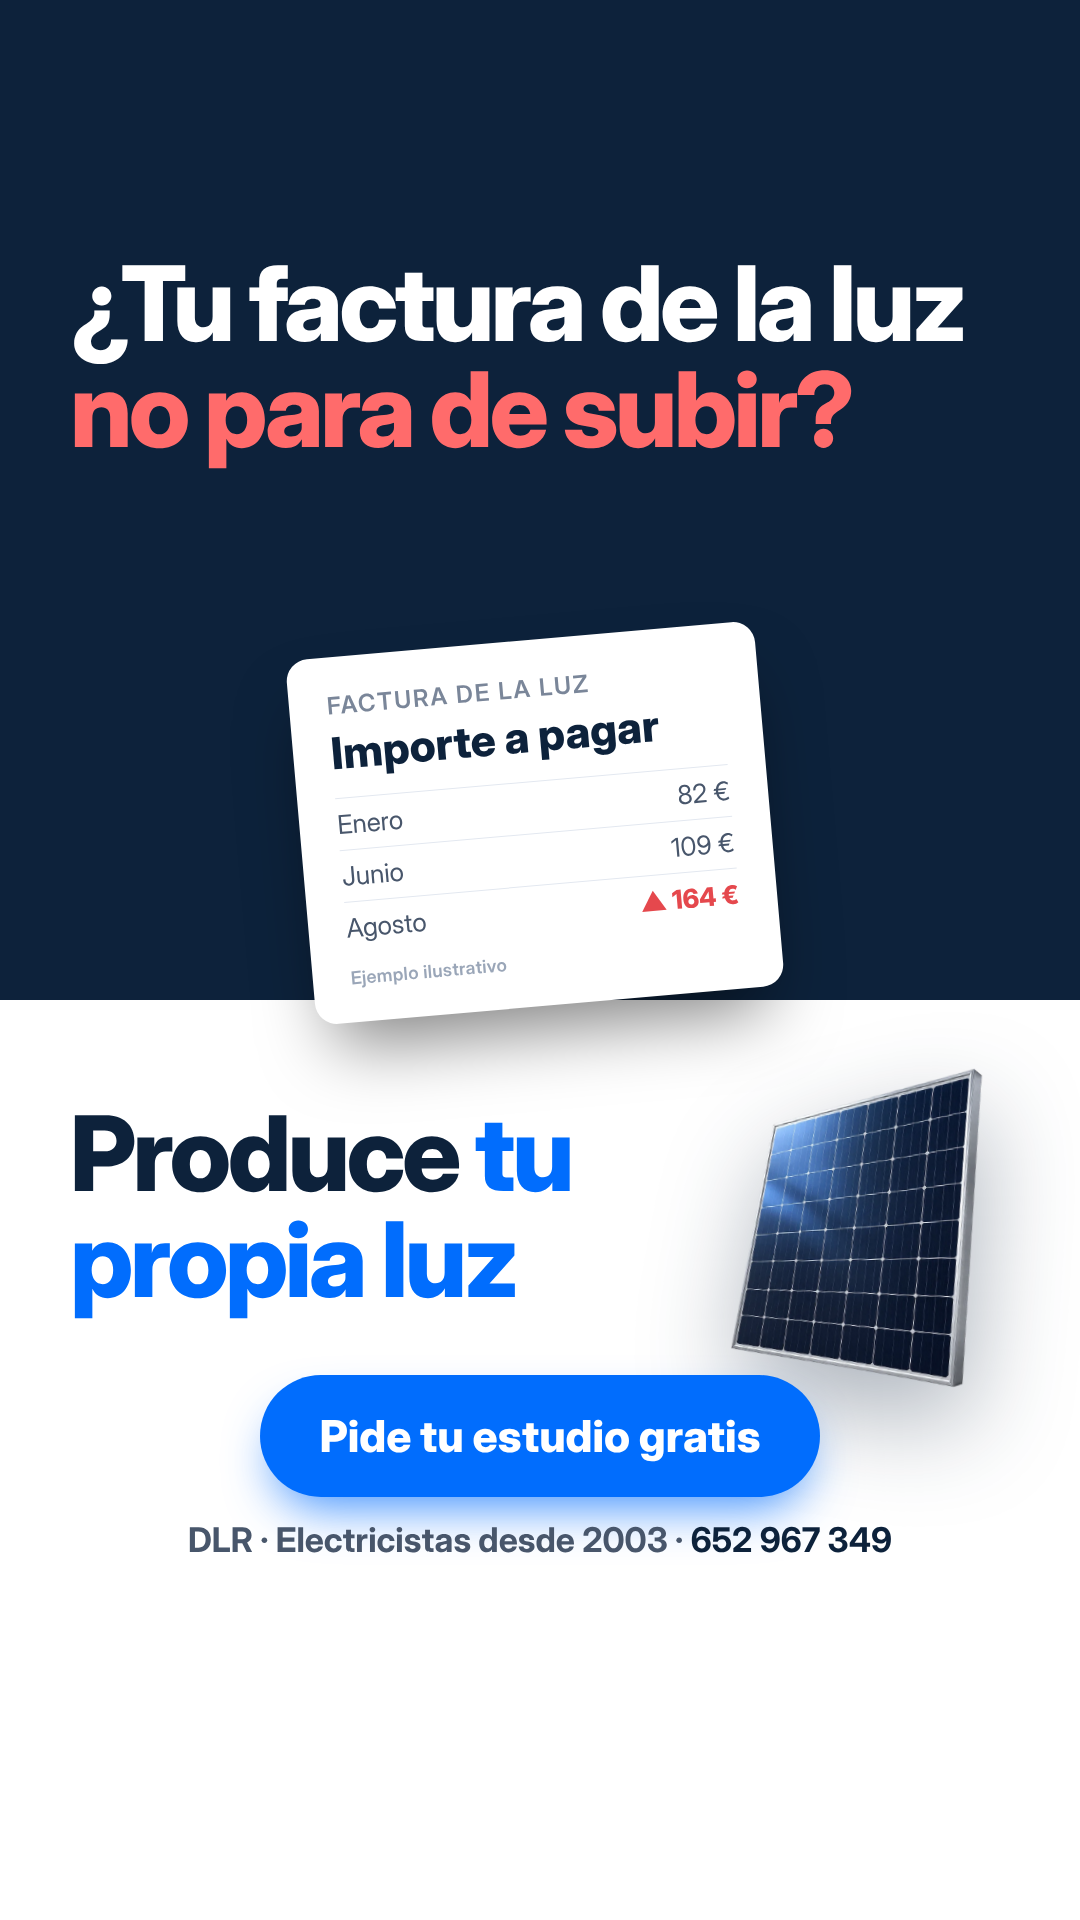 ¿Tu factura de la luz
no para de subir?
FACTURA DE LA LUZ
Importe a pagar
Enero 82 €
Junio 109 €
Agosto ▲ 164 €
Ejemplo ilustrativo
Produce tu
propia luz
Pide tu estudio gratis
DLR · Electricistas desde 2003 · 652 967 349